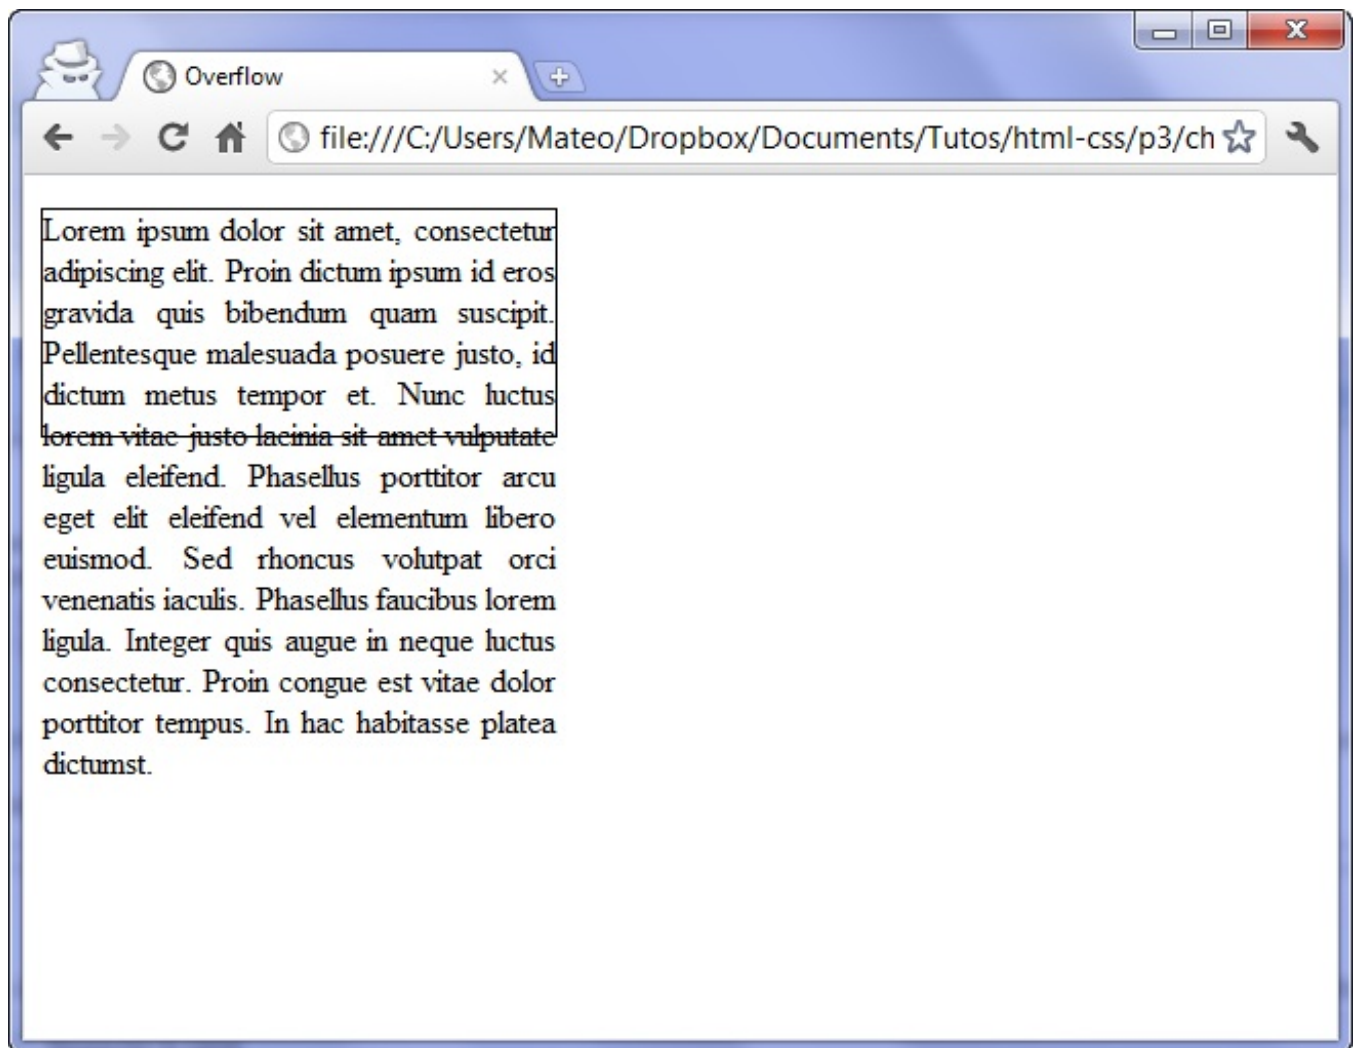 Overflow
file:///C:/Users/Mateo/Dropbox/Documents/Tutos/html-css/p3/ch
Lorem ipsum dolor sit amet, consectetur
adipiscing elit. Proin dictum ipsum id eros
gravida quis bibendum quam suscipit.
Pellentesque malesuada posuere justo, id
dictum metus tempor et. Nunc luctus
lorem vitae justo lacinia sit amet vulputate
ligula eleifend. Phasellus porttitor arcu
eget elit eleifend vel elementum libero
euismod. Sed rhoncus volutpat orci
venenatis iaculis. Phasellus faucibus lorem
ligula. Integer quis augue in neque luctus
consectetur. Proin congue est vitae dolor
porttitor tempus. In hac habitasse platea
dictumst.